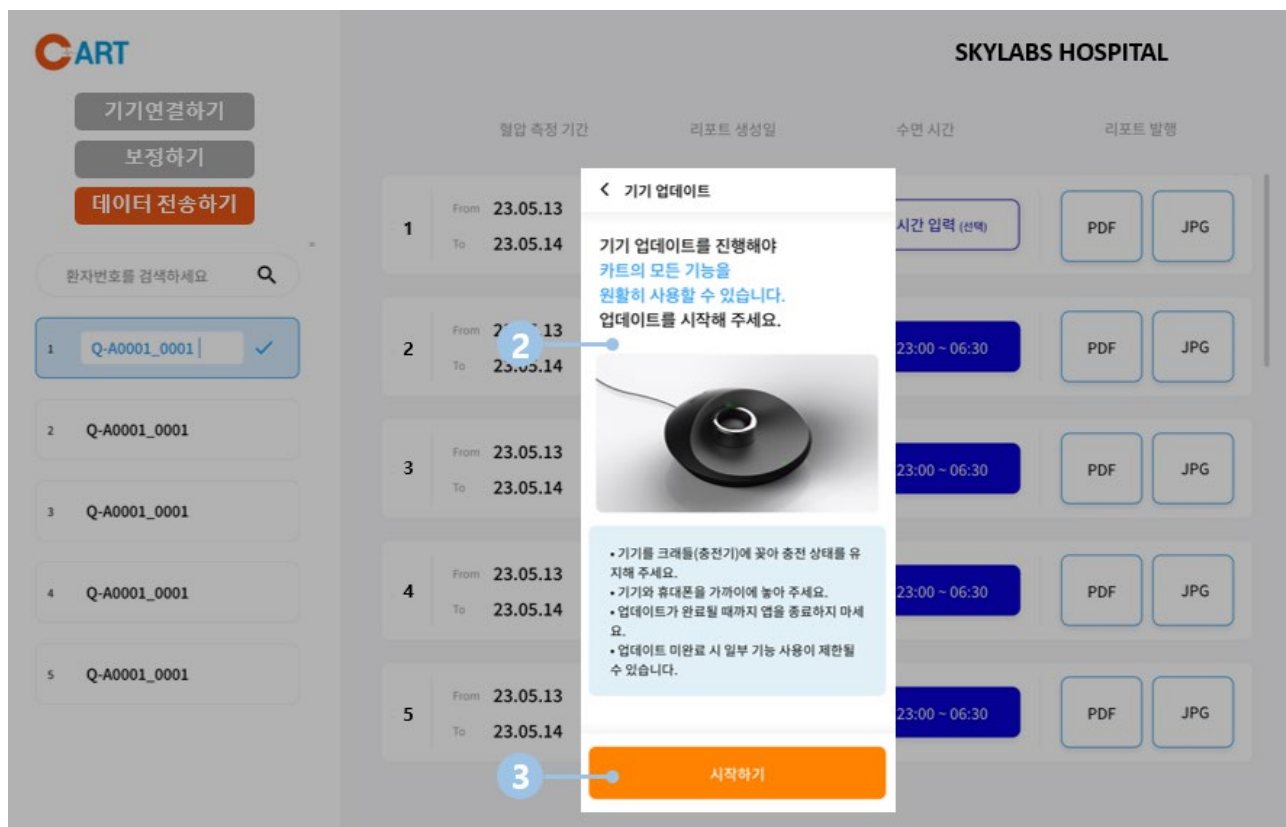 CART
SKYLABS HOSPITAL
기기연결하기
보정하기
데이터 전송하기
환자번호를 검색하세요
1 Q-A0001_0001
2 Q-A0001_0001
3 Q-A0001_0001
4 Q-A0001_0001
5 Q-A0001_0001
혈압 측정 기간 리포트 생성일 수면 시간 리포트 발행
1 From 23.05.13 시간 입력 (선택) PDF JPG
To 23.05.14
2 From 13 23:00 ~ 06:30 PDF JPG
To 23.05.14
3 From 23.05.13 23:00 ~ 06:30 PDF JPG
To 23.05.14
4 From 23.05.13 23:00 ~ 06:30 PDF JPG
To 23.05.14
5 From 23.05.13 23:00 ~ 06:30 PDF JPG
To 23.05.14
기기 업데이트
기기 업데이트를 진행해야
카트의 모든 기능을
원활히 사용할 수 있습니다.
업데이트를 시작해 주세요.
2
• 기기를 크래들(충전기)에 꽂아 충전 상태를 유
지해 주세요.
• 기기와 휴대폰을 가까이에 놓아 주세요.
• 업데이트가 완료될 때까지 앱을 종료하지 마세
요.
• 업데이트 미완료 시 일부 기능 사용이 제한될
수 있습니다.
3
시작하기